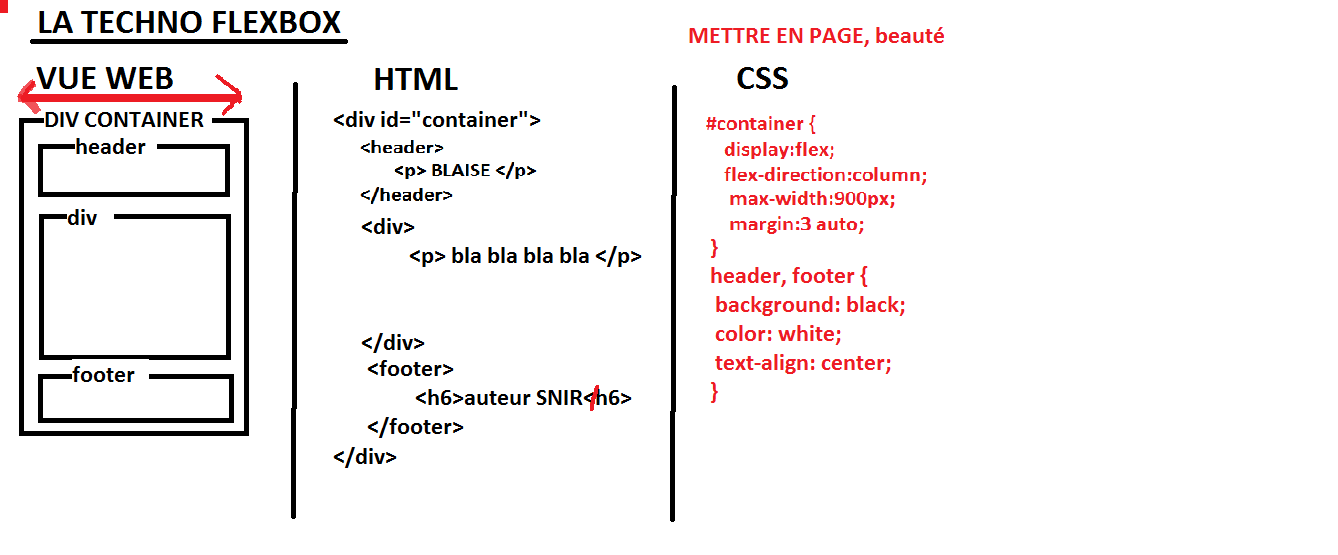 LA TECHNO FLEXBOX
METTRE EN PAGE, beauté
VUE WEB
DIV CONTAINER
header
div
footer
HTML
<div id="container">
<header>
<p> BLAISE </p>
</header>
<div>
<p> bla bla bla bla </p>
</div>
<footer>
<h6>auteur SNIR</h6>
</footer>
</div>
CSS
#container {
display:flex;
flex-direction:column;
max-width:900px;
margin:3 auto;
}
header, footer {
background: black;
color: white;
text-align: center;
}